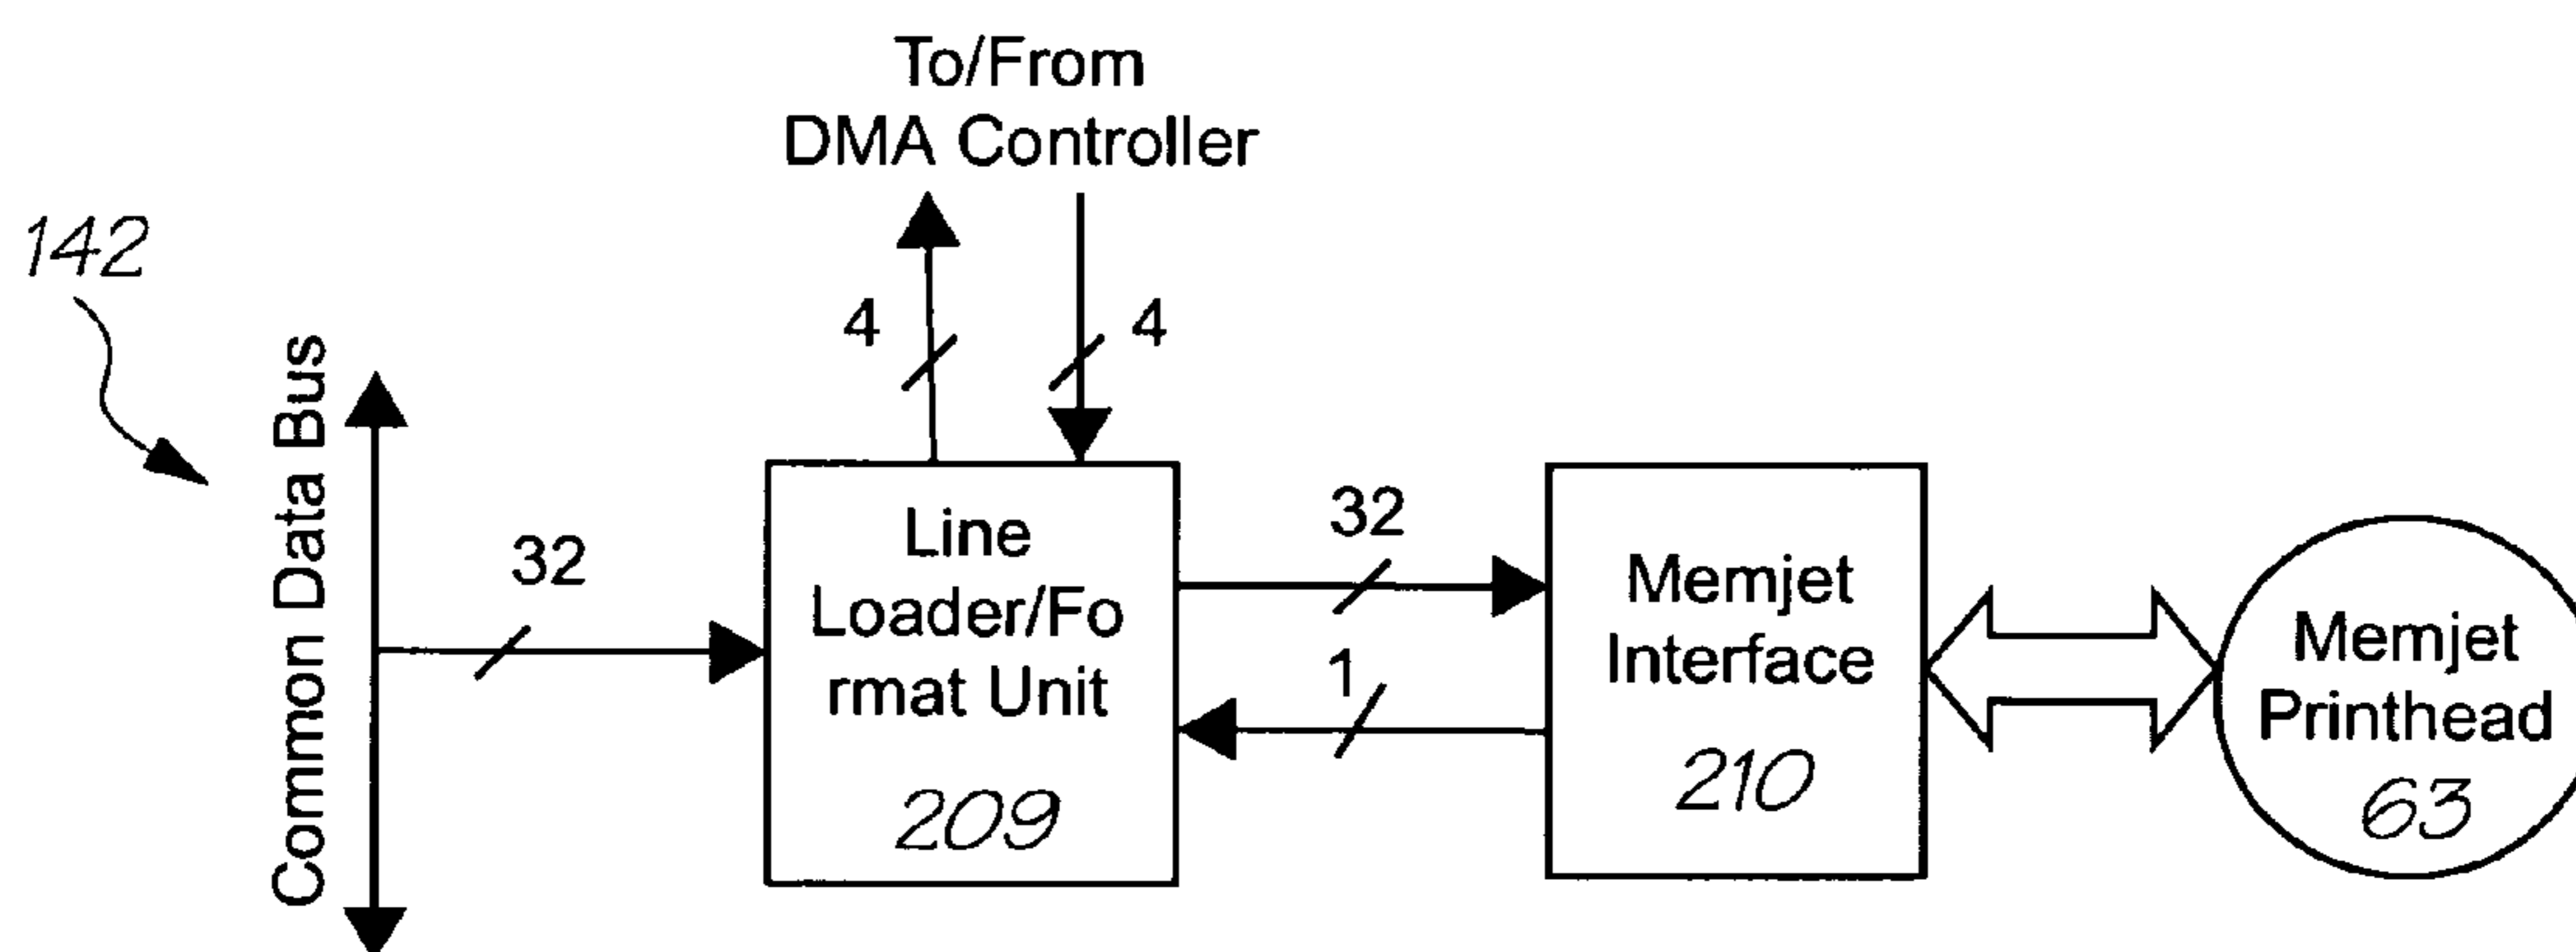 To/From
DMA Controller
142
4
4
Common Data Bus
32
Line
Loader/Fo
rmat Unit
209
32
1
Memjet
Interface
210
Memjet
Printhead
63